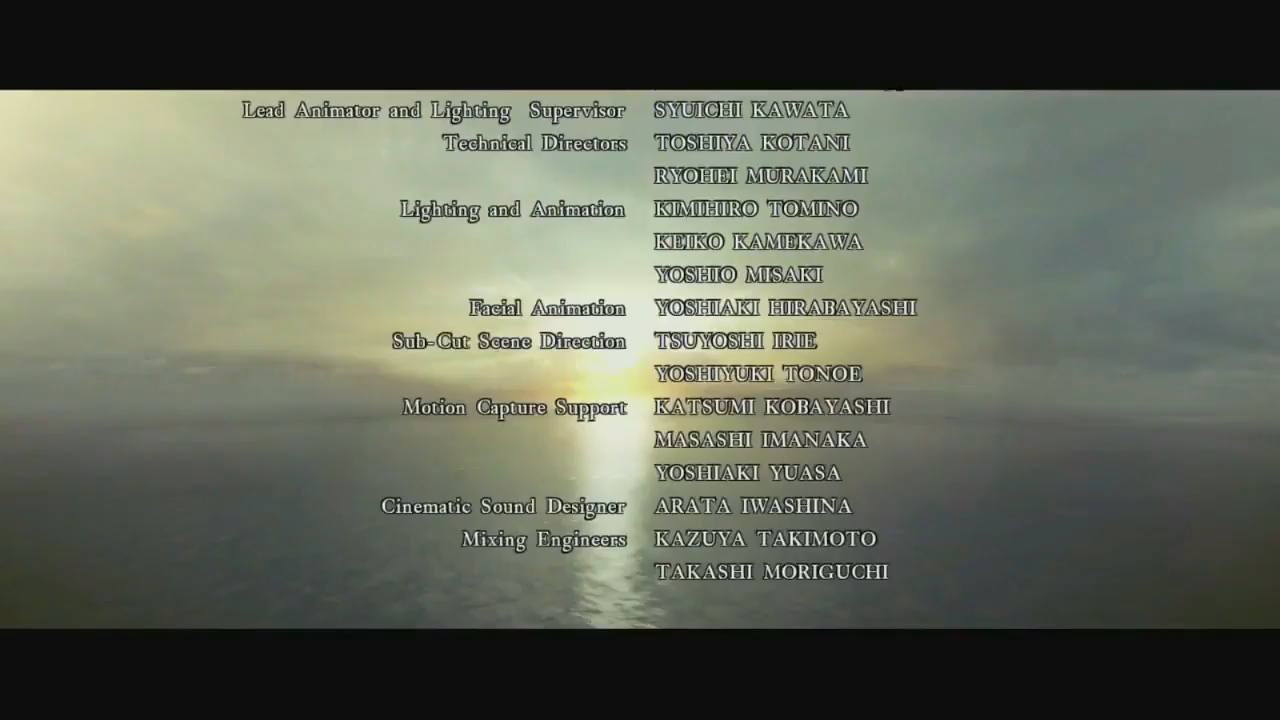 Lead Animator and Lighting Supervisor SYUICHI KAWATA
Technical Directors TOSHIYA KOTANI
RYOHEI MURAKAMI
Lighting and Animation KIMIHIRO TOMINO
KEIKO KAMEKAWA
YOSHIO MISAKI
Facial Animation YOSHIAKI HIRABAYASHI
Sub-Cut Scene Direction TSUYOSHI IRIE
YOSHIYUKI TONOE
Motion Capture Support KATSUMI KOBAYASHI
MASASHI IMANAKA
YOSHIAKI YUASA
Cinematic Sound Designer ARATA IWASHINA
Mixing Engineers KAZUYA TAKIMOTO
TAKASHI MORIGUCHI